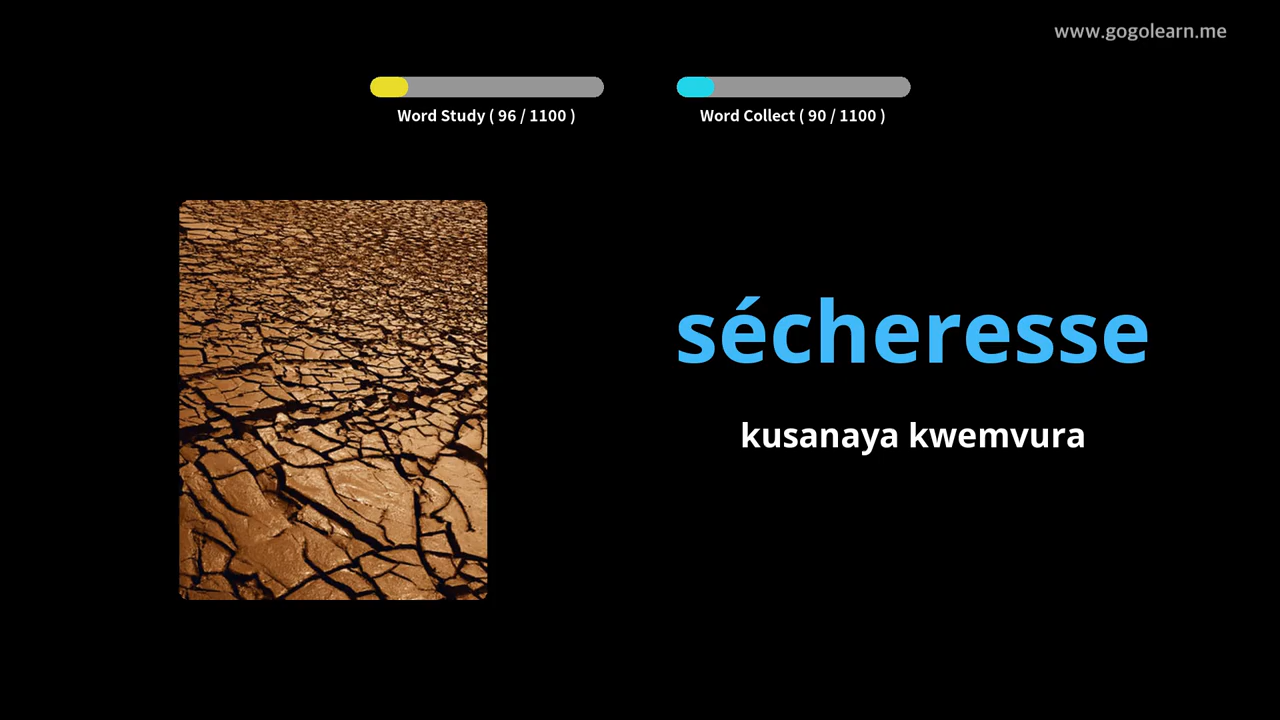 www.gogolearn.me
Word Study ( 96 / 1100 )
Word Collect ( 90 / 1100 )
sécheresse
kusanaya kwemvura